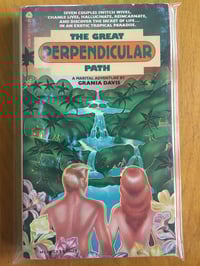 SEVEN COUPLES SWITCH WIVES,
CHANGE LIVES, HALLUCINATE, REINCARNATE,
AND DISCOVER THE SECRET OF LIFE...
IN AN EXOTIC TROPICAL PARADISE.
THE GREAT
PERPENDICULAR
PATH
A MARITAL ADVENTURE BY
GRANIA DAVIS